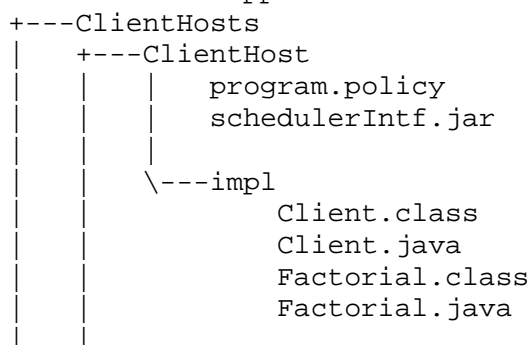 +---ClientHosts
|   +---ClientHost
|   |   |   program.policy
|   |   |   schedulerIntf.jar
|   |   |
|   |   \---impl
|   |           Client.class
|   |           Client.java
|   |           Factorial.class
|   |           Factorial.java
|   |